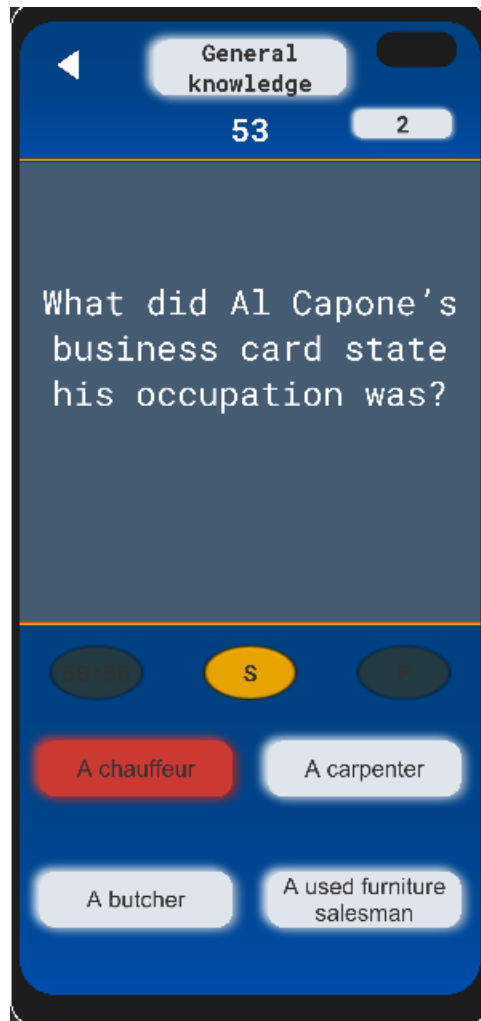 General
knowledge
53
2
What did Al Capone’s
business card state
his occupation was?
S
A chauffeur
A carpenter
A butcher
A used furniture
salesman